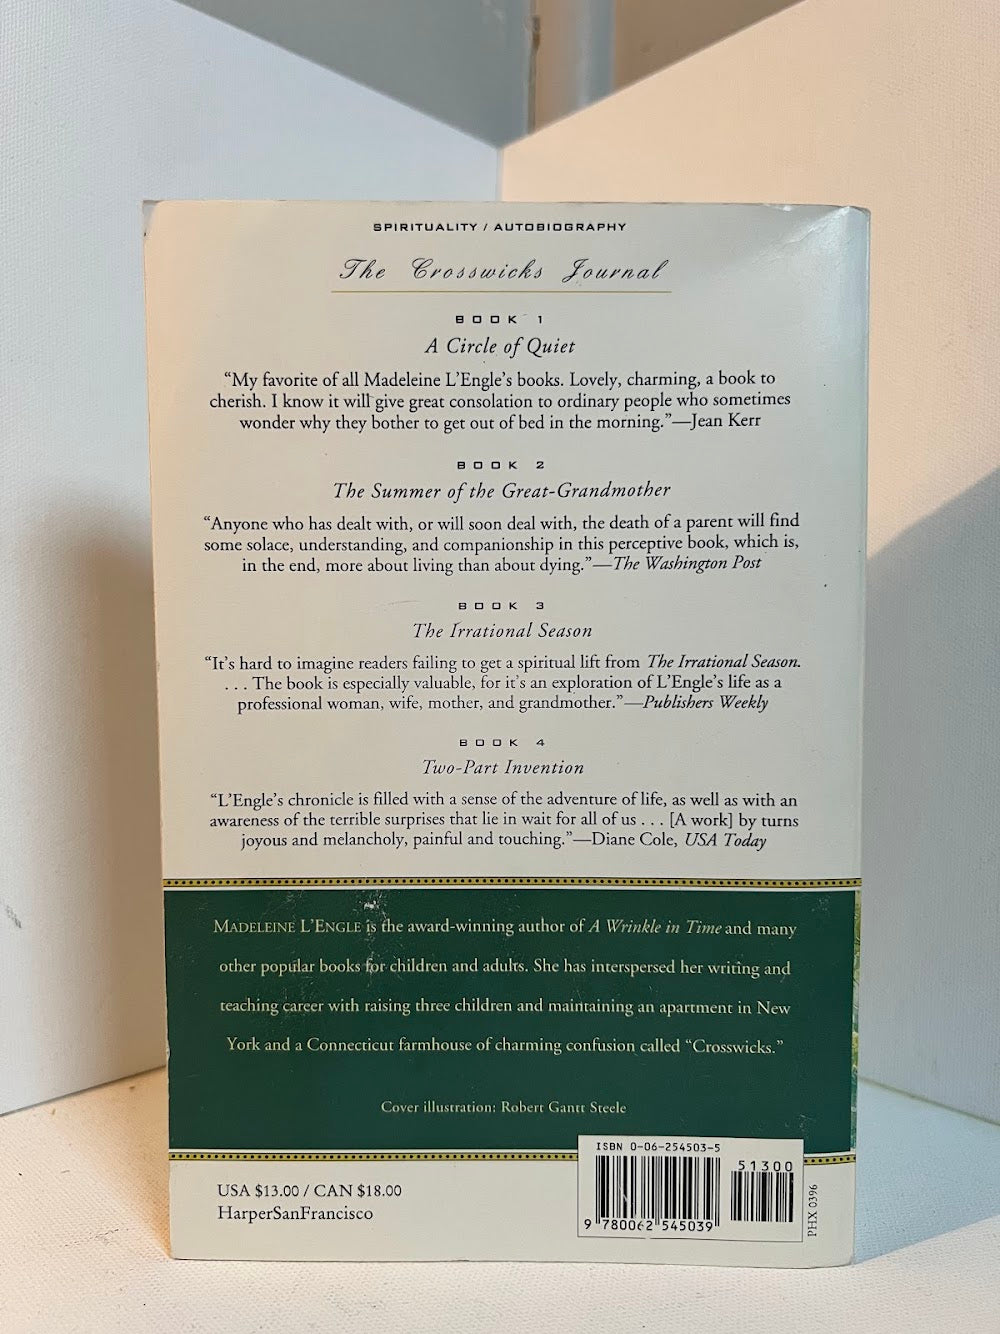 SPIRITUALITY / AUTOBIOGRAPHY
The Crosswicks Journal
BOOK 1
A Circle of Quiet
“My favorite of all Madeleine L’Engle’s books. Lovely, charming, a book to
cherish. I know it will give great consolation to ordinary people who sometimes
wonder why they bother to get out of bed in the morning.”—Jean Kerr
BOOK 2
The Summer of the Great-Grandmother
“Anyone who has dealt with, or will soon deal with, the death of a parent will find
some solace, understanding, and companionship in this perceptive book, which is,
in the end, more about living than about dying.”—The Washington Post
BOOK 3
The Irrational Season
“It’s hard to imagine readers failing to get a spiritual lift from The Irrational Season.
. . . The book is especially valuable, for it’s an exploration of L’Engle’s life as a
professional woman, wife, mother, and grandmother.”—Publishers Weekly
BOOK 4
Two-Part Invention
“L’Engle’s chronicle is filled with a sense of the adventure of life, as well as with an
awareness of the terrible surprises that lie in wait for all of us . . . [A work] by turns
joyous and melancholy, painful and touching.”—Diane Cole, USA Today
MADELEINE L’ENGLE is the award-winning author of A Wrinkle in Time and many
other popular books for children and adults. She has interspersed her writing and
teaching career with raising three children and maintaining an apartment in New
York and a Connecticut farmhouse of charming confusion called “Crosswicks.”
Cover illustration: Robert Gantt Steele
ISBN 0-06-254503-5
51300
9 780062 545039
PHX 0396
USA $13.00 / CAN $18.00
HarperSanFrancisco